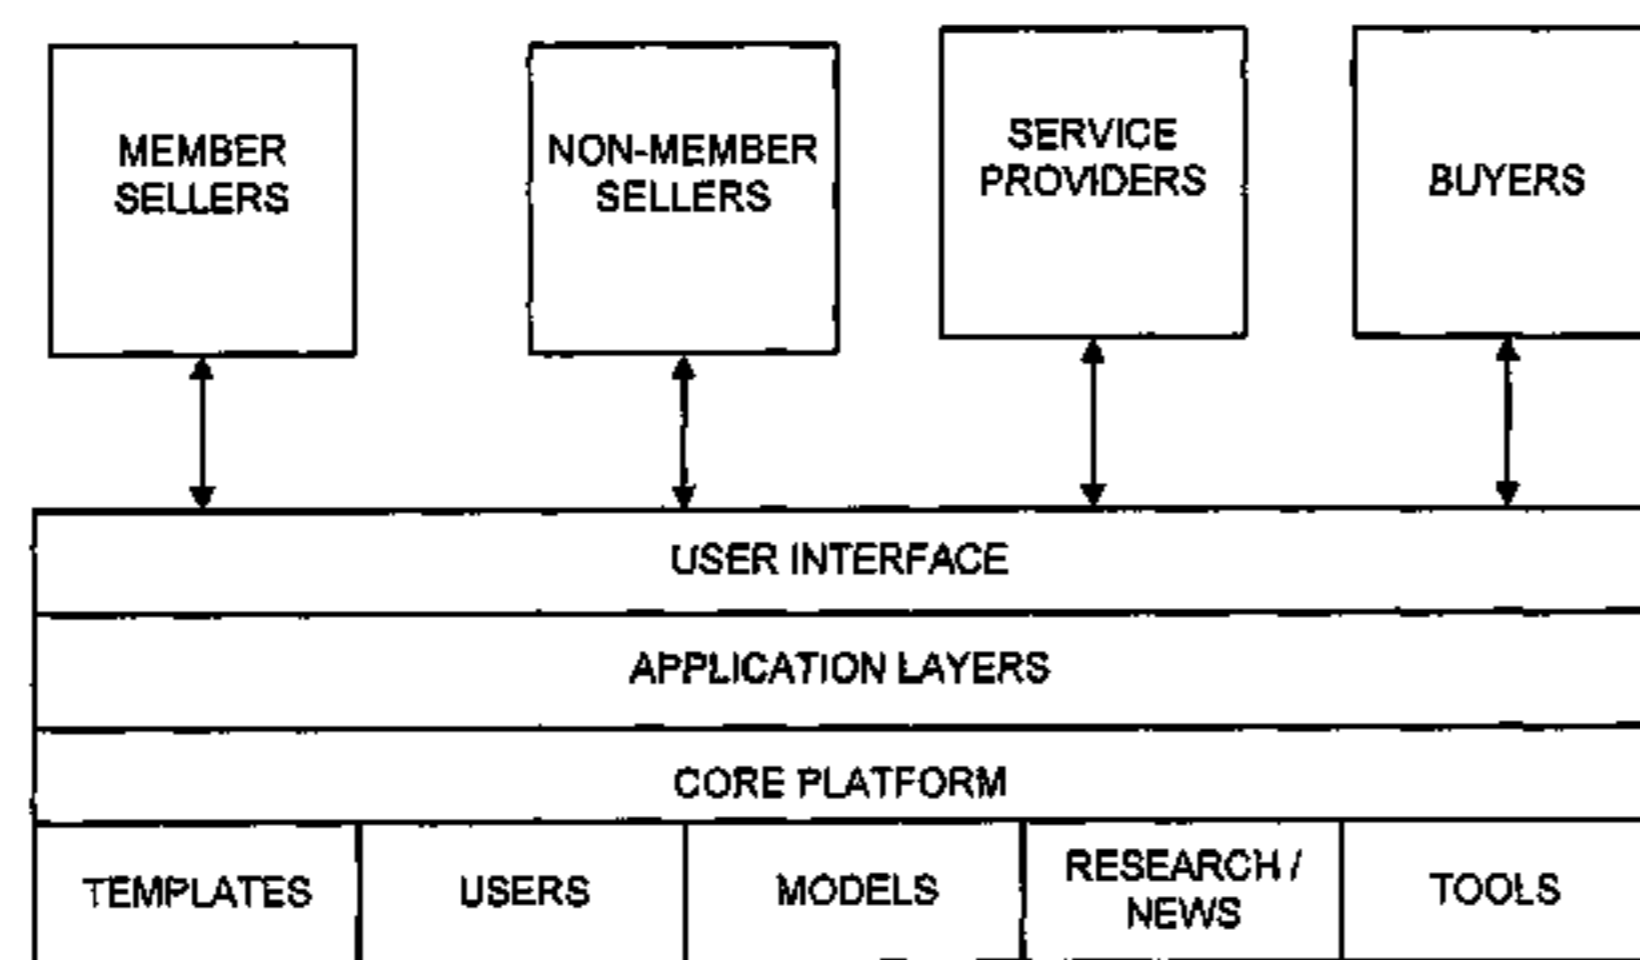 MEMBER
SELLERS
NON-MEMBER
SELLERS
SERVICE
PROVIDERS
BUYERS
USER INTERFACE
APPLICATION LAYERS
CORE PLATFORM
TEMPLATES
USERS
MODELS
RESEARCH /
NEWS
TOOLS